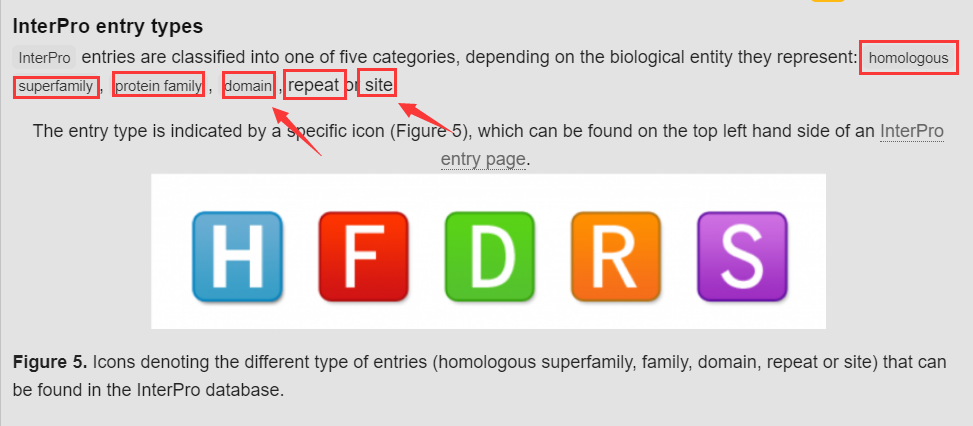 InterPro entry types
InterPro entries are classified into one of five categories, depending on the biological entity they represent: homologous
superfamily , protein family , domain , repeat or site
The entry type is indicated by a specific icon (Figure 5), which can be found on the top left hand side of an InterPro
entry page.
H F D R S
Figure 5. Icons denoting the different type of entries (homologous superfamily, family, domain, repeat or site) that can
be found in the InterPro database.